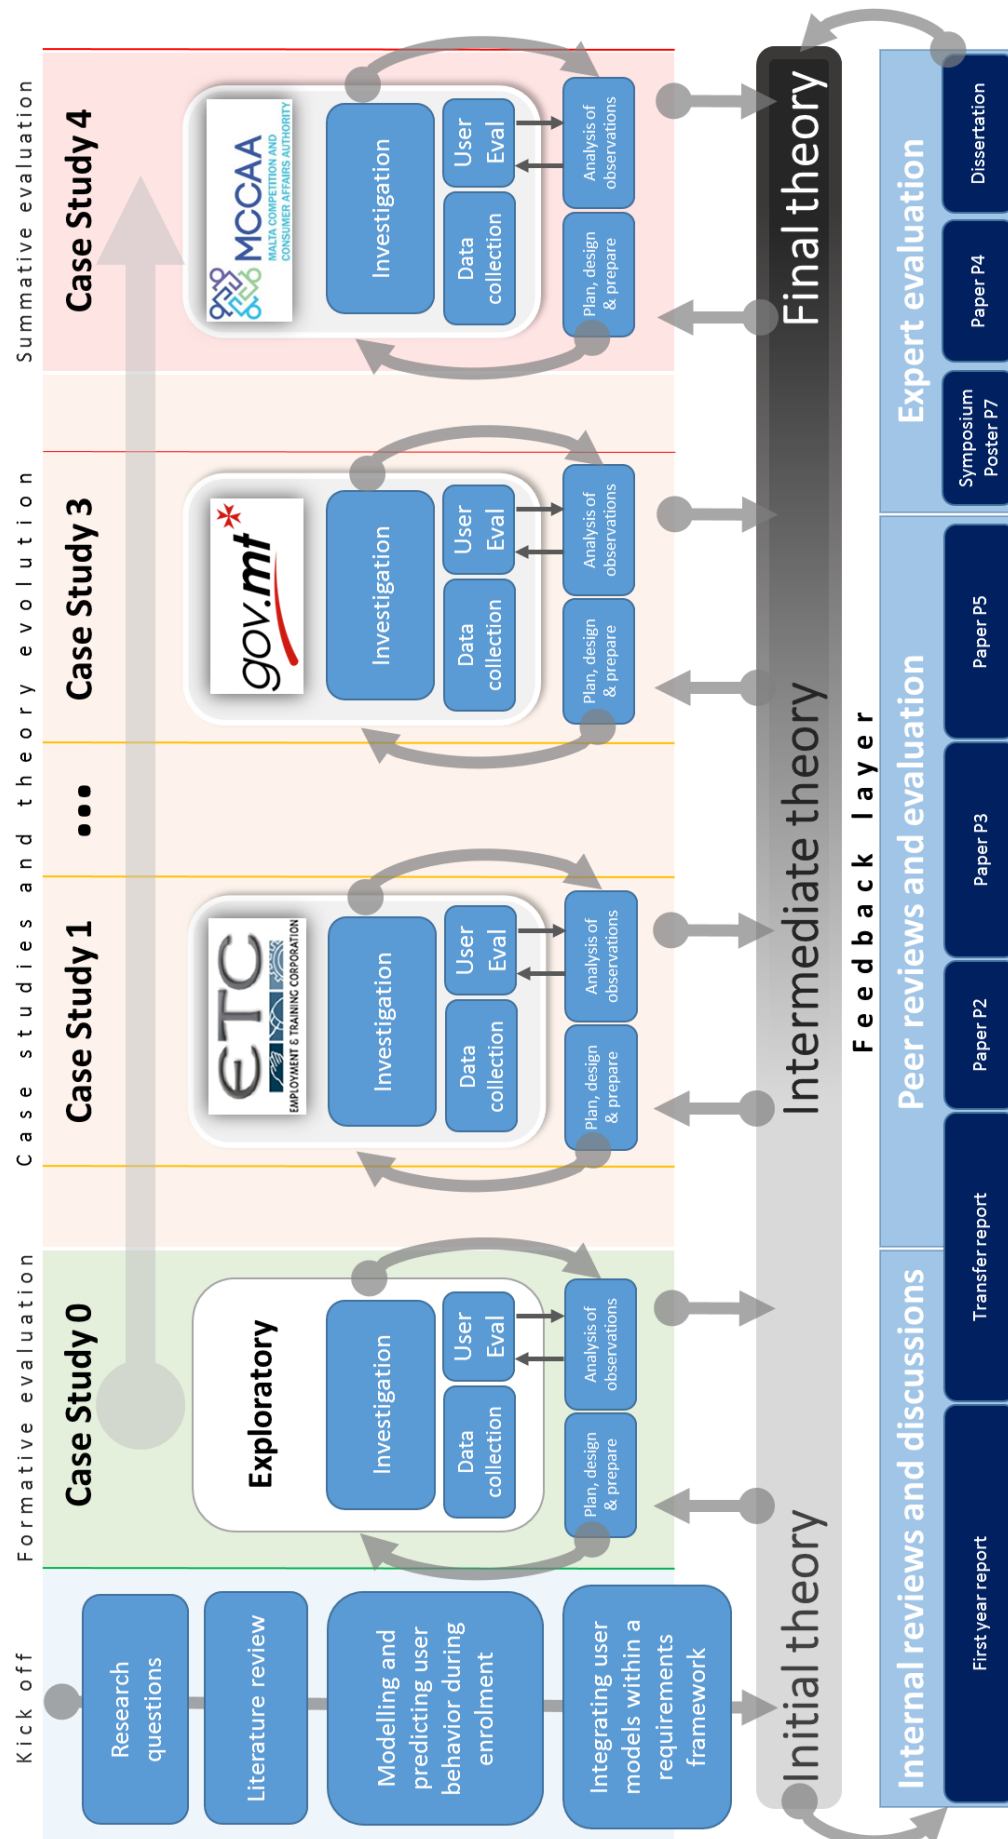 Kick off
Formative evaluation
Case studies and theory evolution
Summative evaluation
Research
questions
Literature review
Modelling and
predicting user
behavior during
enrolment
Integrating user
models within a
requirements
framework
Case Study 0
Exploratory
Investigation
Data
collection
User
Eval
Plan, design
& prepare
Analysis of
observations
Case Study 1
ETC
EMPLOYMENT & TRAINING CORPORATION
Investigation
Data
collection
User
Eval
Plan, design
& prepare
Analysis of
observations
...
Case Study 3
gov.mt
Investigation
Data
collection
User
Eval
Plan, design
& prepare
Analysis of
observations
Case Study 4
MCCAA
MALTA COMPETITION AND
CONSUMER AFFAIRS AUTHORITY
Investigation
Data
collection
User
Eval
Plan, design
& prepare
Analysis of
observations
Initial theory
Intermediate theory
Final theory
Feedback layer
Internal reviews and discussions
Peer reviews and evaluation
Expert evaluation
First year report
Transfer report
Paper P2
Paper P3
Paper P5
Symposium
Poster P7
Paper P4
Dissertation